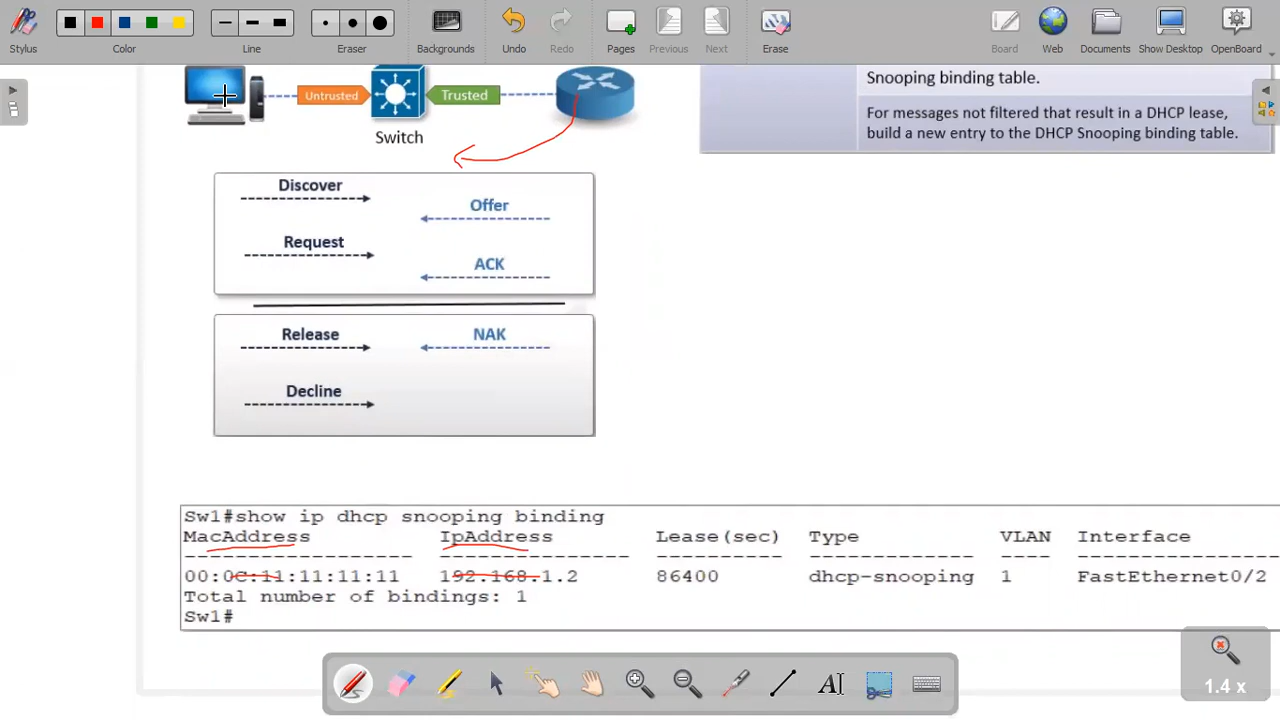 Stylus
Color
Line
Eraser
Backgrounds
Undo
Redo
Pages
Previous
Next
Erase
Board
Web
Documents
Show Desktop
OpenBoard
Untrusted
Trusted
Switch
Snooping binding table.
For messages not filtered that result in a DHCP lease,
build a new entry to the DHCP Snooping binding table.
Discover
Offer
Request
ACK
Release
NAK
Decline
Sw1#show ip dhcp snooping binding
MacAddress IpAddress Lease(sec) Type VLAN Interface
------------------ --------------- ---------- ------------- ---- --------------------
00:0C:11:11:11:11 192.168.1.2 86400 dhcp-snooping 1 FastEthernet0/2
Total number of bindings: 1
Sw1#
AI
1.4 x